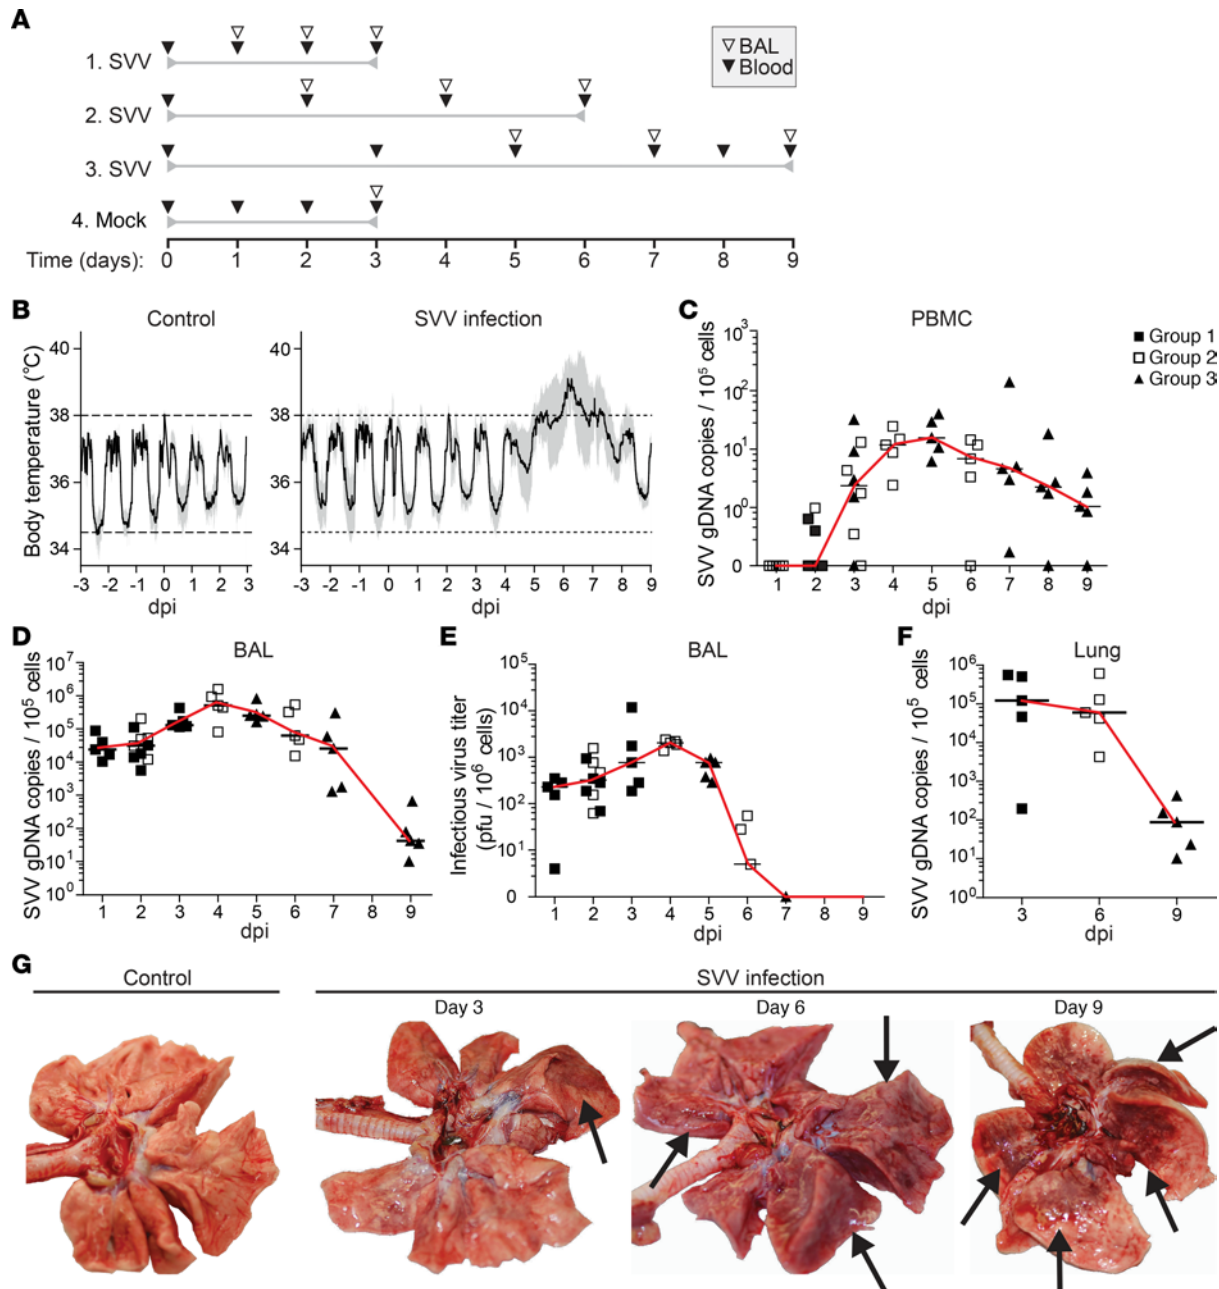 A
1. SVV
2. SVV
3. SVV
4. Mock
BAL
Blood
Time (days): 0 1 2 3 4 5 6 7 8 9
B
Control
SVV infection
Body temperature (°C)
40
38
36
34
-3 -2 -1 0 1 2 3
dpi
40
38
36
34
-3 -2 -1 0 1 2 3 4 5 6 7 8 9
dpi
C
PBMC
SVV gDNA copies / 10⁵ cells
10³
10²
10¹
10⁰
0
1 2 3 4 5 6 7 8 9
dpi
Group 1
Group 2
Group 3
D
BAL
SVV gDNA copies / 10⁵ cells
10⁷
10⁶
10⁵
10⁴
10³
10²
10¹
10⁰
1 2 3 4 5 6 7 8 9
dpi
E
BAL
Infectious virus titer
(pfu / 10⁶ cells)
10⁵
10⁴
10³
10²
10¹
0
1 2 3 4 5 6 7 8 9
dpi
F
Lung
SVV gDNA copies / 10⁵ cells
10⁶
10⁵
10⁴
10³
10²
10¹
10⁰
3 6 9
dpi
G
Control
SVV infection
Day 3
Day 6
Day 9